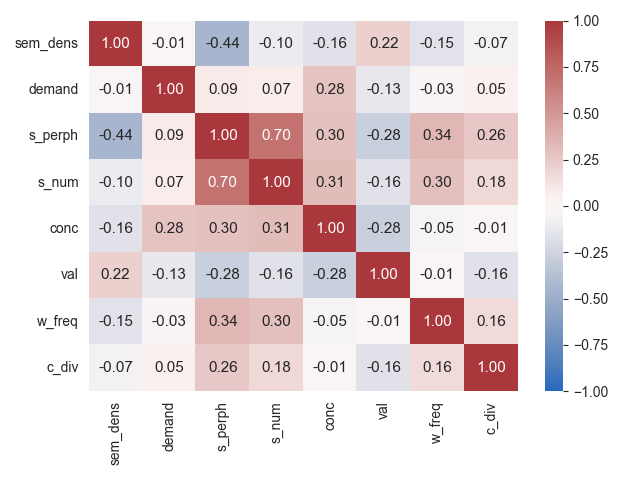 sem_dens 1.00 -0.01 -0.44 -0.10 -0.16 0.22 -0.15 -0.07
demand -0.01 1.00 0.09 0.07 0.28 -0.13 -0.03 0.05
s_perph -0.44 0.09 1.00 0.70 0.30 -0.28 0.34 0.26
s_num -0.10 0.07 0.70 1.00 0.31 -0.16 0.30 0.18
conc -0.16 0.28 0.30 0.31 1.00 -0.28 -0.05 -0.01
val 0.22 -0.13 -0.28 -0.16 -0.28 1.00 -0.01 -0.16
w_freq -0.15 -0.03 0.34 0.30 -0.05 -0.01 1.00 0.16
c_div -0.07 0.05 0.26 0.18 -0.01 -0.16 0.16 1.00
sem_dens demand s_perph s_num conc val w_freq c_div
1.00
0.75
0.50
0.25
0.00
−0.25
−0.50
−0.75
−1.00